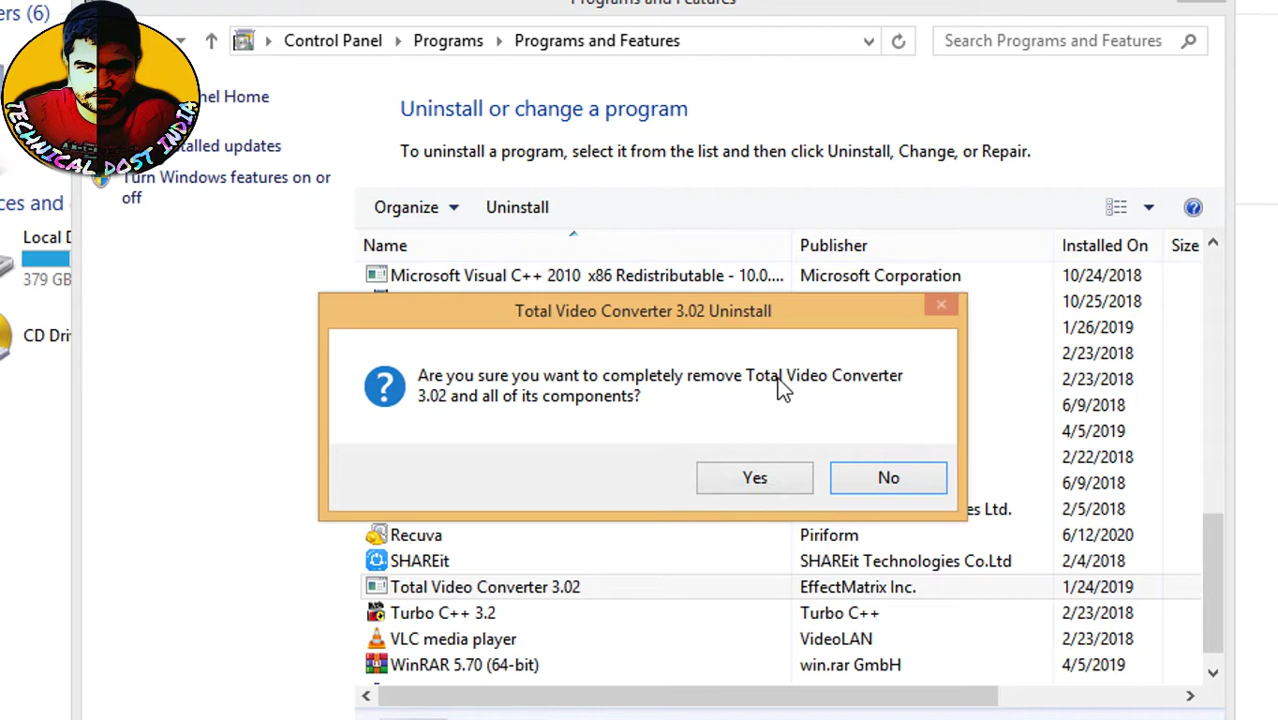 Programs and Features
ers (6)
Control Panel
Programs
Programs and Features
Search Programs and Features
nel Home
Uninstall or change a program
TECHNICAL DOST INDIA
talled updates
To uninstall a program, select it from the list and then click Uninstall, Change, or Repair.
Turn Windows features on or
off
ces and
Organize
Uninstall
Local D
379 GB
CD Dri
Name
Publisher
Installed On
Size
Microsoft Visual C++ 2010 x86 Redistributable - 10.0....
Microsoft Corporation
10/24/2018
10/25/2018
1/26/2019
2/23/2018
2/23/2018
6/9/2018
4/5/2019
2/22/2018
6/9/2018
es Ltd.
2/5/2018
Total Video Converter 3.02 Uninstall
Are you sure you want to completely remove Total Video Converter
3.02 and all of its components?
Yes
No
Recuva
Piriform
6/12/2020
SHAREit
SHAREit Technologies Co.Ltd
2/4/2018
Total Video Converter 3.02
EffectMatrix Inc.
1/24/2019
Turbo C++ 3.2
Turbo C++
2/23/2018
VLC media player
VideoLAN
2/23/2018
WinRAR 5.70 (64-bit)
win.rar GmbH
4/5/2019